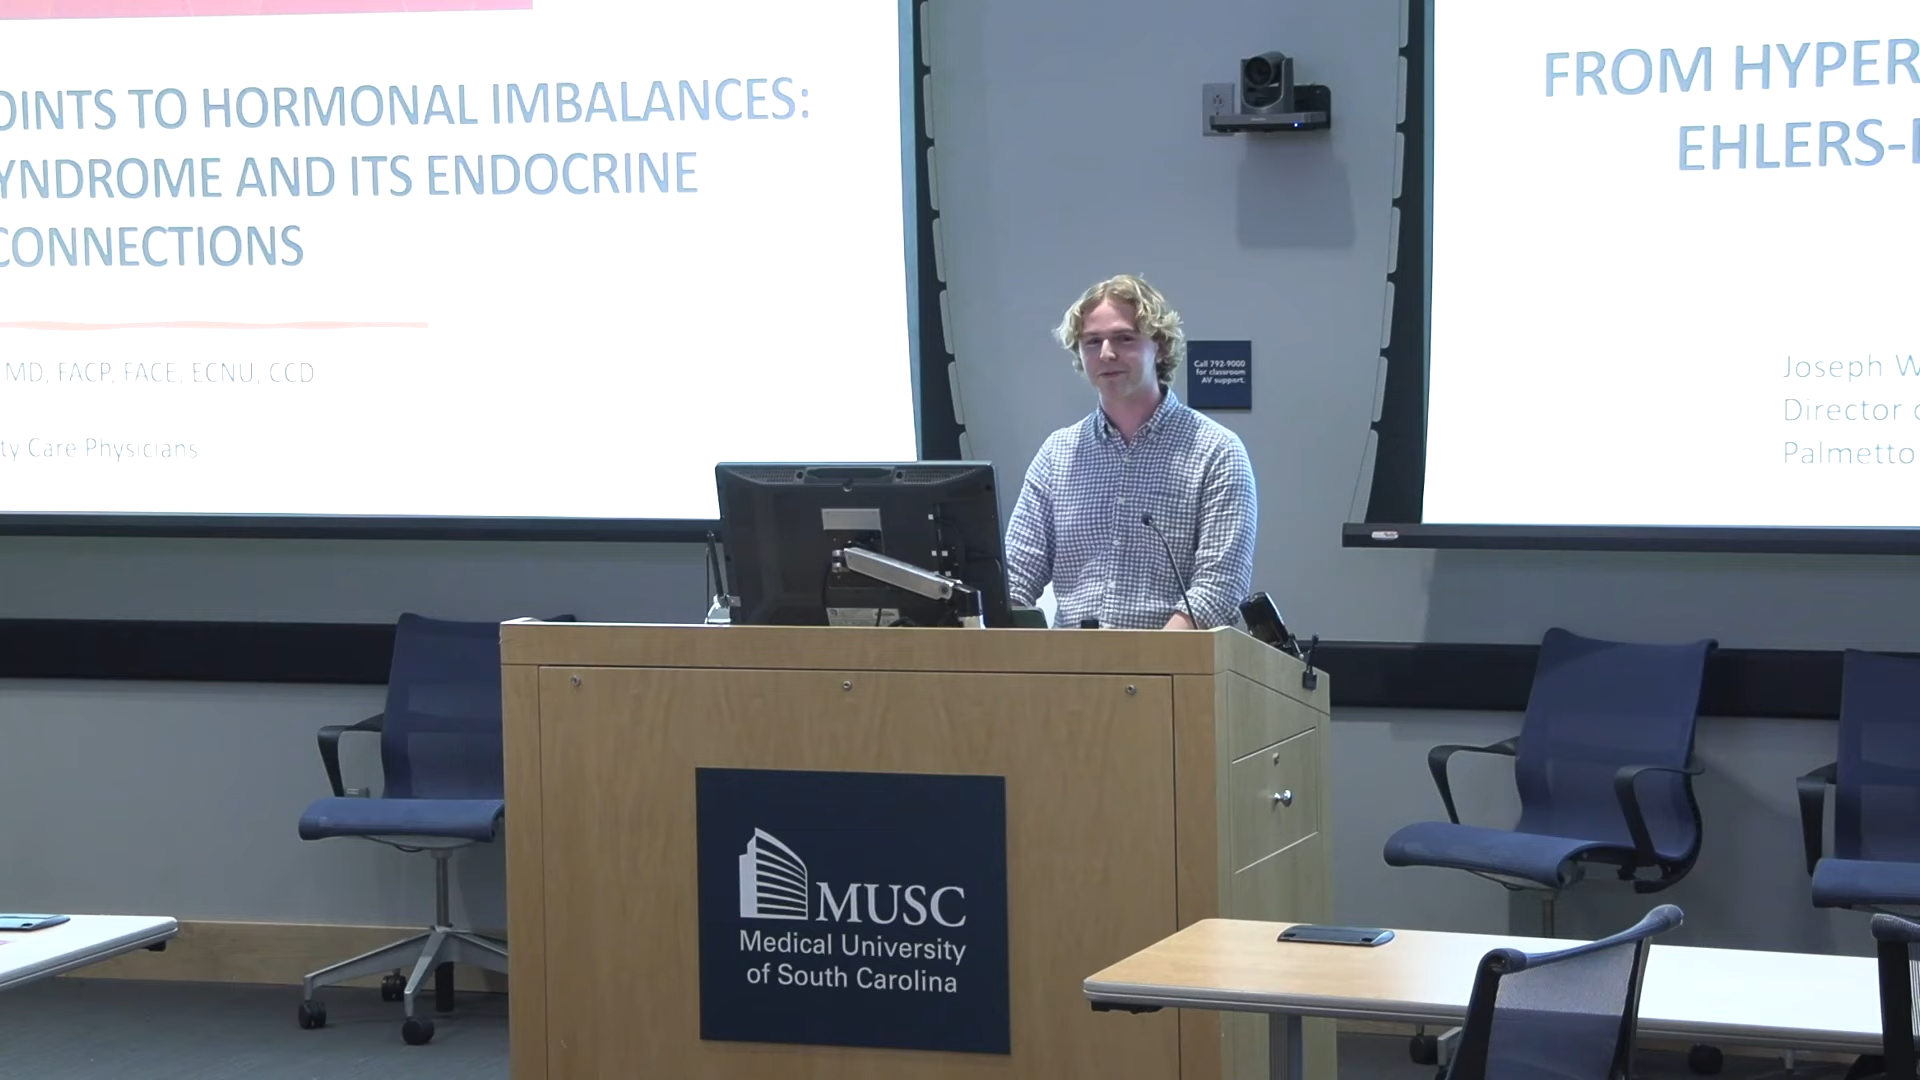 OINTS TO HORMONAL IMBALANCES:
YNDROME AND ITS ENDOCRINE
CONNECTIONS
MD, FACP, FACE, ECNU, CCD
ty Care Physicians
FROM HYPER
EHLERS-
Joseph W
Director
Palmetto
Call 792-9000
for classroom
AV support.
MUSC
Medical University
of South Carolina